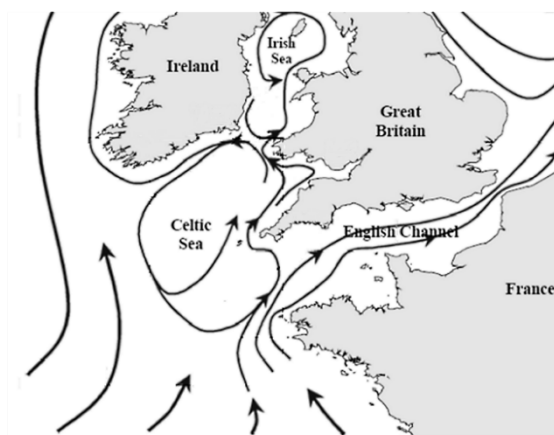 Irish
Sea
Ireland
Great
Britain
Celtic
Sea
English Channel
France